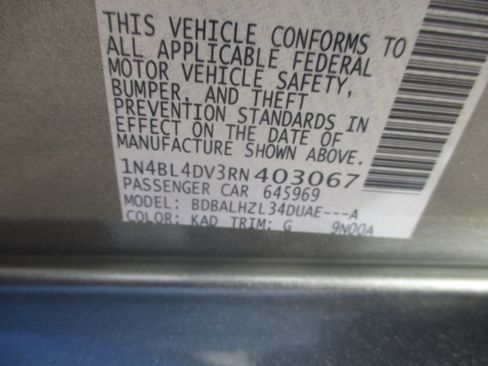 THIS VEHICLE CONFORMS TO
ALL APPLICABLE FEDERAL
MOTOR VEHICLE SAFETY,
BUMPER, AND THEFT
PREVENTION STANDARDS IN
EFFECT ON THE DATE OF
MANUFACTURE SHOWN ABOVE.
1N4BL4DV3RN403067
PASSENGER CAR 645969
MODEL: BDBALHZL34DUAE---A
COLOR: KAD TRIM: G 9N00A